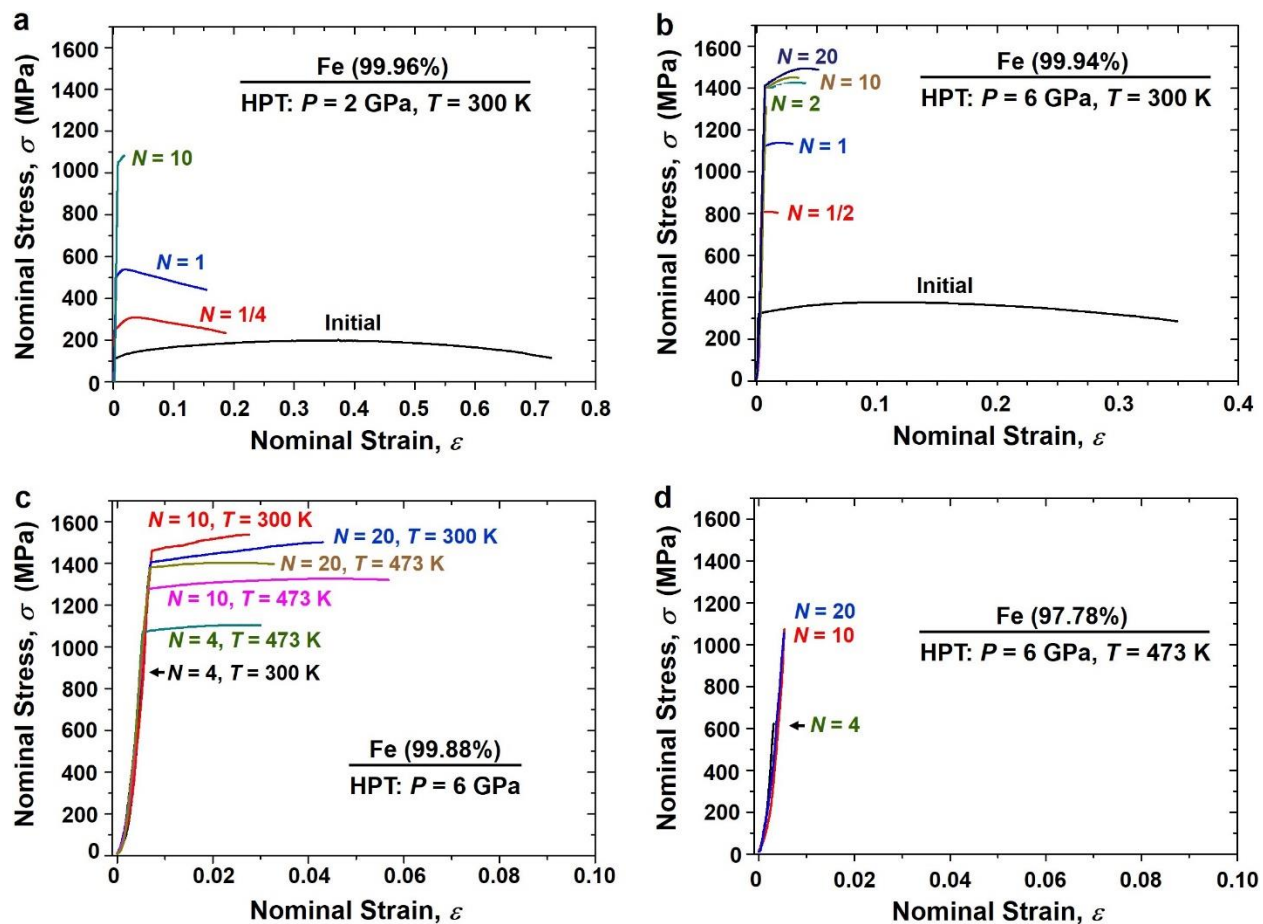 a
1600
1400
1200
1000
800
600
400
200
0
Nominal Stress, σ (MPa)
Fe (99.96%)
HPT: P = 2 GPa, T = 300 K
N = 10
N = 1
N = 1/4
Initial
0 0.1 0.2 0.3 0.4 0.5 0.6 0.7 0.8
Nominal Strain, ε
b
1600
1400
1200
1000
800
600
400
200
0
Nominal Stress, σ (MPa)
N = 20
N = 10
N = 2
N = 1
N = 1/2
Fe (99.94%)
HPT: P = 6 GPa, T = 300 K
Initial
0 0.1 0.2 0.3 0.4
Nominal Strain, ε
c
1600
1400
1200
1000
800
600
400
200
0
Nominal Stress, σ (MPa)
N = 10, T = 300 K
N = 20, T = 300 K
N = 20, T = 473 K
N = 10, T = 473 K
N = 4, T = 473 K
N = 4, T = 300 K
Fe (99.88%)
HPT: P = 6 GPa
0 0.02 0.04 0.06 0.08 0.10
Nominal Strain, ε
d
1600
1400
1200
1000
800
600
400
200
0
Nominal Stress, σ (MPa)
N = 20
N = 10
N = 4
Fe (97.78%)
HPT: P = 6 GPa, T = 473 K
0 0.02 0.04 0.06 0.08 0.10
Nominal Strain, ε